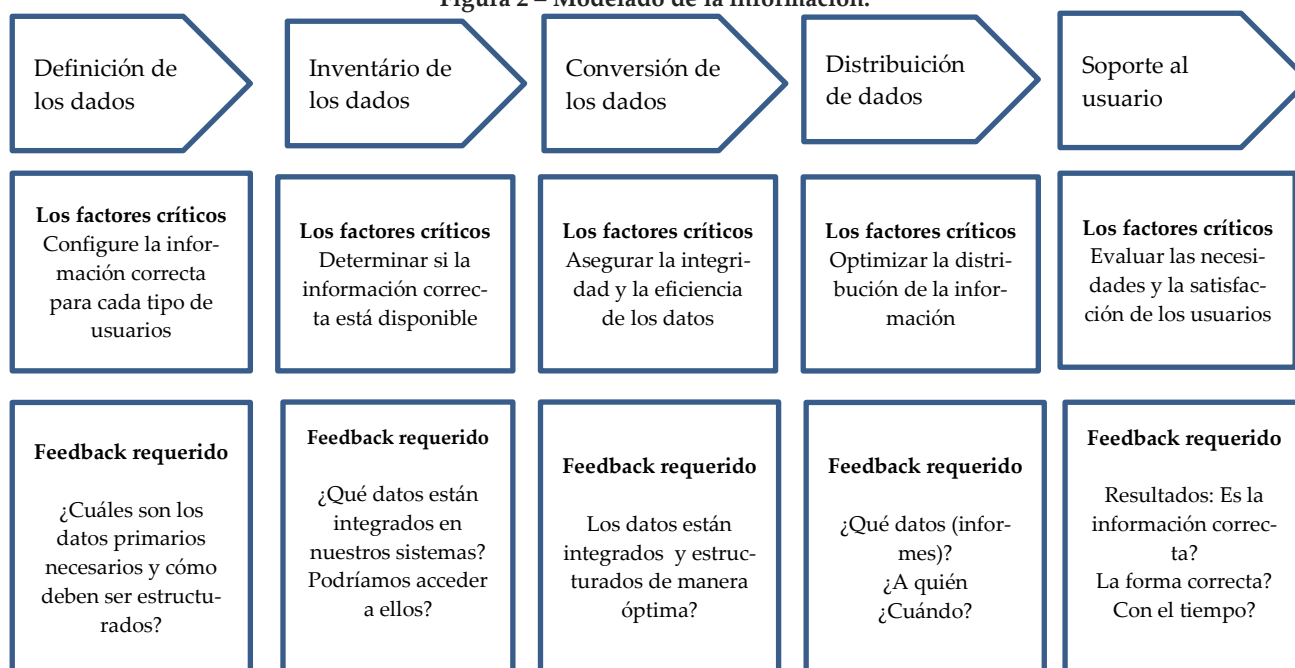 Figura 2 – Modelado de la información.
Definición de
los dados
Inventário de
los dados
Conversión de
los dados
Distribuición
de dados
Soporte al
usuario
Los factores críticos
Configure la infor-
mación correcta
para cada tipo de
usuarios
Los factores críticos
Determinar si la
información correc-
ta está disponible
Los factores críticos
Asegurar la integri-
dad y la eficiencia
de los datos
Los factores críticos
Optimizar la distri-
bución de la infor-
mación
Los factores críticos
Evaluar las necesi-
dades y la satisfac-
ción de los usuarios
Feedback requerido
¿Cuáles son los
datos primarios
necesarios y cómo
deben ser estructu-
rados?
Feedback requerido
¿Qué datos están
integrados en
nuestros sistemas?
Podríamos acceder
a ellos?
Feedback requerido
Los datos están
integrados y estruc-
turados de manera
óptima?
Feedback requerido
¿Qué datos (infor-
mes)?
¿A quién
¿Cuándo?
Feedback requerido
Resultados: Es la
información correc-
ta?
La forma correcta?
Con el tiempo?